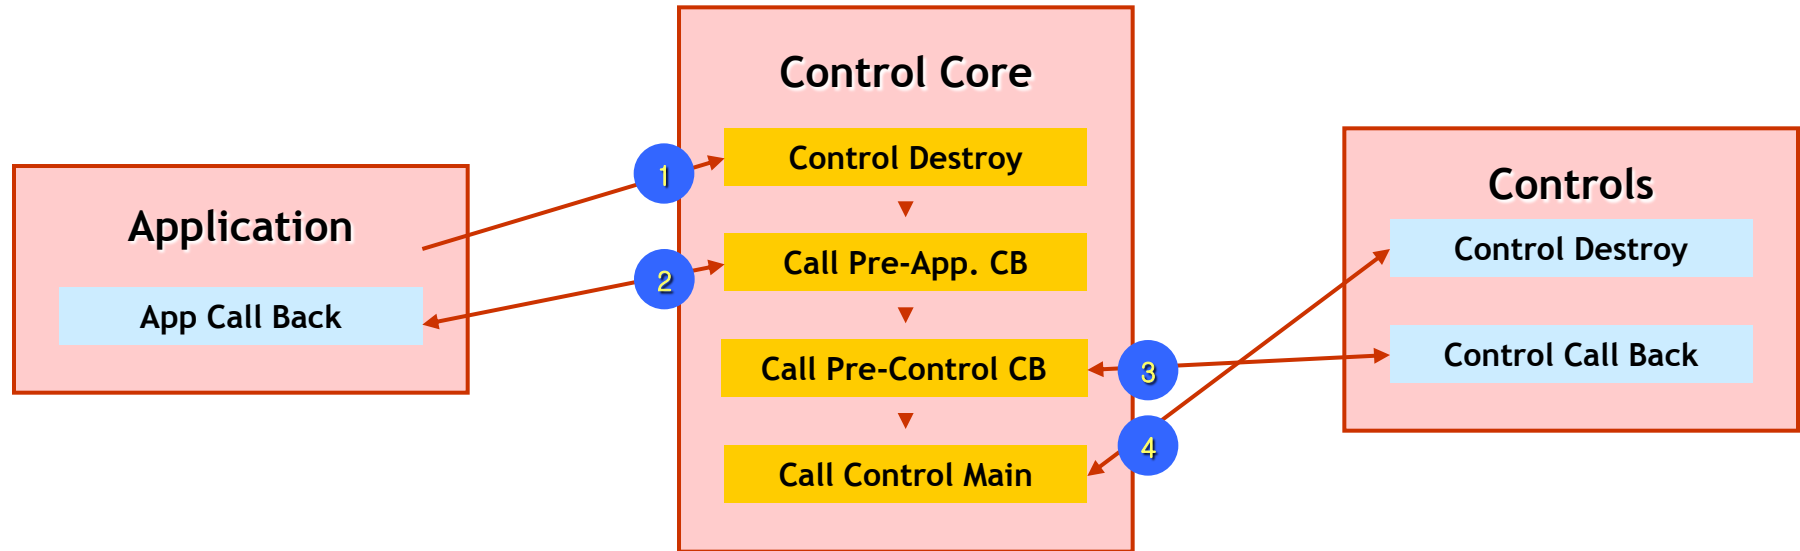 Application
App Call Back
1
2
Control Core
Control Destroy
Call Pre-App. CB
Call Pre-Control CB
Call Control Main
3
4
Controls
Control Destroy
Control Call Back